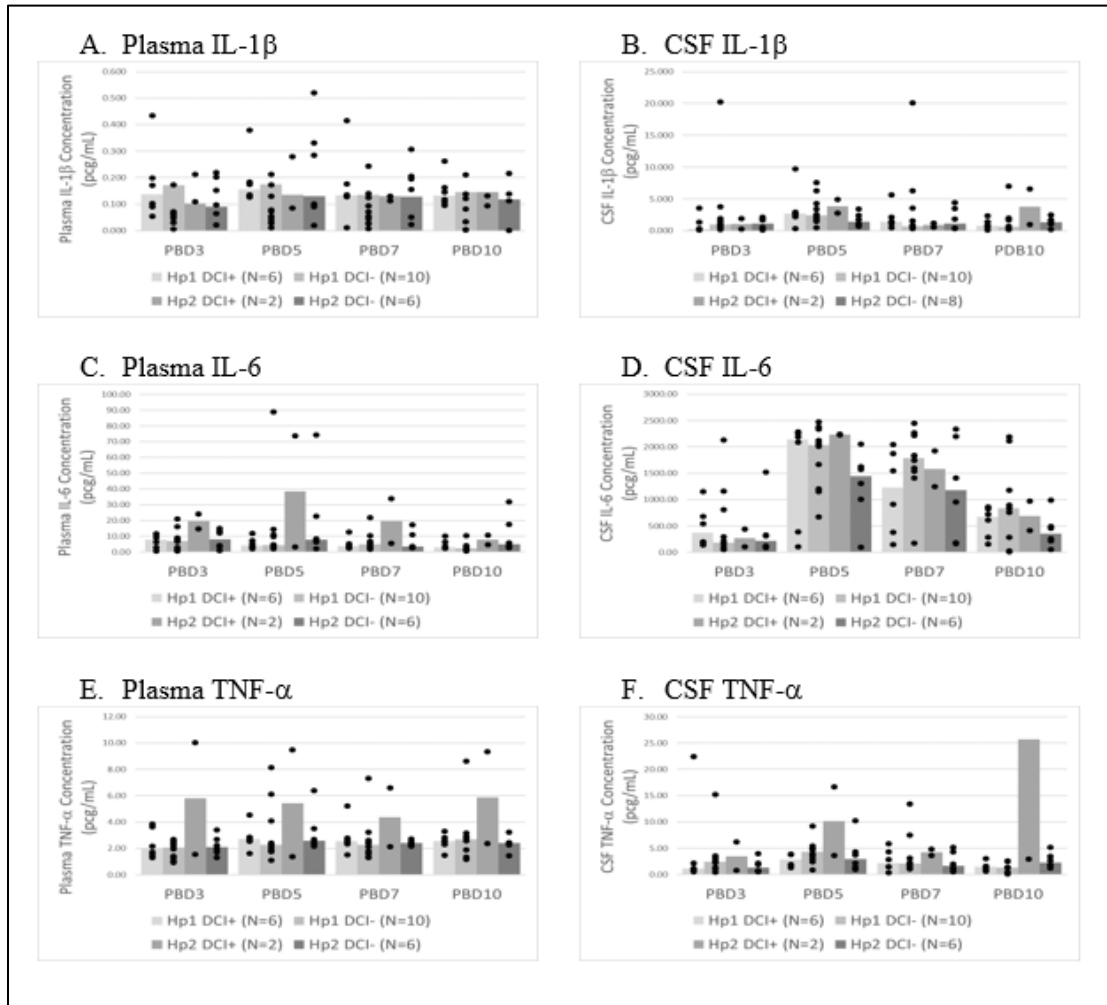 A. Plasma IL-1β
Plasma IL-1β Concentration
(pcg/mL)
0.600
0.500
0.400
0.300
0.200
0.100
0.000
PBD3 PBD5 PBD7 PBD10
Hp1 DCI+ (N=6) Hp1 DCI- (N=10)
Hp2 DCI+ (N=2) Hp2 DCI- (N=6)
B. CSF IL-1β
CSF IL-1β Concentration
(pcg/mL)
25.000
20.000
15.000
10.000
5.000
0.000
PBD3 PBD5 PBD7 PDB10
Hp1 DCI+ (N=6) Hp1 DCI- (N=10)
Hp2 DCI+ (N=2) Hp2 DCI- (N=8)
C. Plasma IL-6
Plasma IL-6 Concentration
(pcg/mL)
100.00
90.00
80.00
70.00
60.00
50.00
40.00
30.00
20.00
10.00
0.00
PBD3 PBD5 PBD7 PBD10
Hp1 DCI+ (N=6) Hp1 DCI- (N=10)
Hp2 DCI+ (N=2) Hp2 DCI- (N=6)
D. CSF IL-6
CSF IL-6 Concentration
(pcg/mL)
3000.00
2500.00
2000.00
1500.00
1000.00
500.00
0.00
PBD3 PBD5 PBD7 PBD10
Hp1 DCI+ (N=6) Hp1 DCI- (N=10)
Hp2 DCI+ (N=2) Hp2 DCI- (N=6)
E. Plasma TNF-α
Plasma TNF-α Concentration
(pcg/mL)
12.00
10.00
8.00
6.00
4.00
2.00
0.00
PBD3 PBD5 PBD7 PBD10
Hp1 DCI+ (N=6) Hp1 DCI- (N=10)
Hp2 DCI+ (N=2) Hp2 DCI- (N=6)
F. CSF TNF-α
CSF TNF-α Concentration
(pcg/mL)
30.00
25.00
20.00
15.00
10.00
5.00
0.00
PBD3 PBD5 PBD7 PBD10
Hp1 DCI+ (N=6) Hp1 DCI- (N=10)
Hp2 DCI+ (N=2) Hp2 DCI- (N=6)